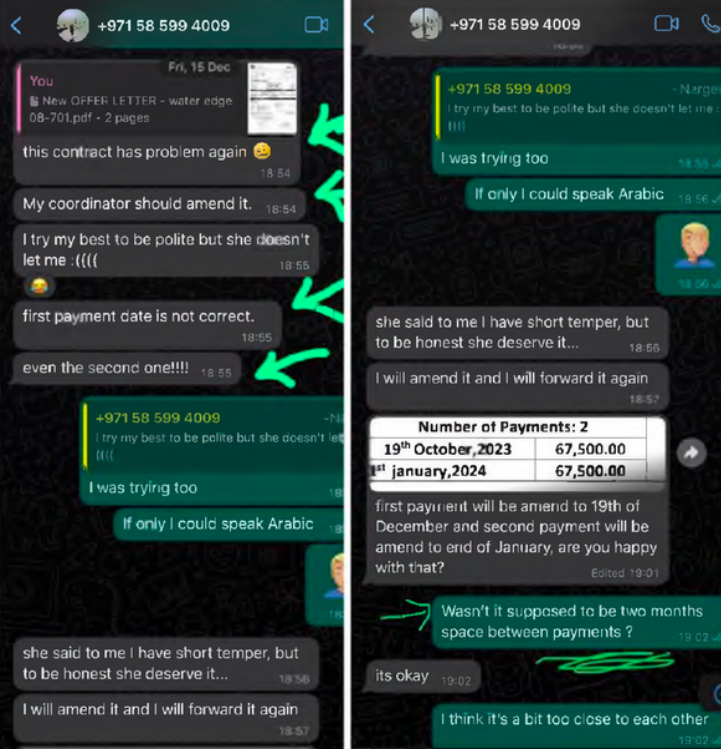 +971 58 599 4009
Fri, 15 Dec
You
New OFFER LETTER - water edge
08-701.pdf • 2 pages
this contract has problem again
18:54
My coordinator should amend it. 18:54
I try my best to be polite but she doesn't
let me :((((
18:55
first payment date is not correct.
18:55
even the second one!!!! 18:55
+971 58 599 4009
I try my best to be polite but she doesn't let
((((
I was trying too
If only I could speak Arabic
she said to me I have short temper, but
to be honest she deserve it... 18:56
I will amend it and I will forward it again
18:57
+971 58 599 4009
+971 58 599 4009 ~Narges
I try my best to be polite but she doesn't let me :
((((
I was trying too
18:55
If only I could speak Arabic 18:56
18:56
she said to me I have short temper, but
to be honest she deserve it... 18:56
I will amend it and I will forward it again
18:57
Number of Payments: 2
19th October,2023 67,500.00
1st january,2024 67,500.00
first payment will be amend to 19th of
December and second payment will be
amend to end of January, are you happy
with that?
Edited 19:01
Wasn't it supposed to be two months
space between payments ? 19:02
its okay 19:02
I think it's a bit too close to each other
19:02